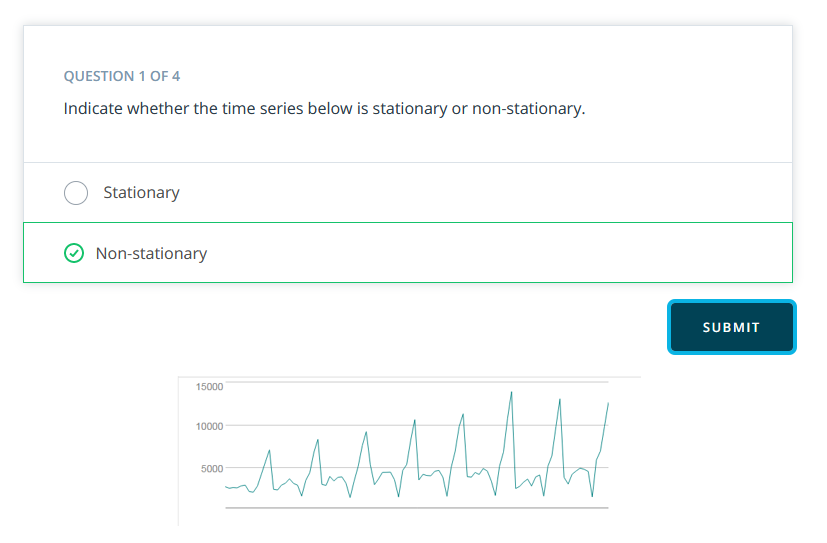 QUESTION 1 OF 4
Indicate whether the time series below is stationary or non-stationary.
Stationary
Non-stationary
SUBMIT
15000
10000
5000